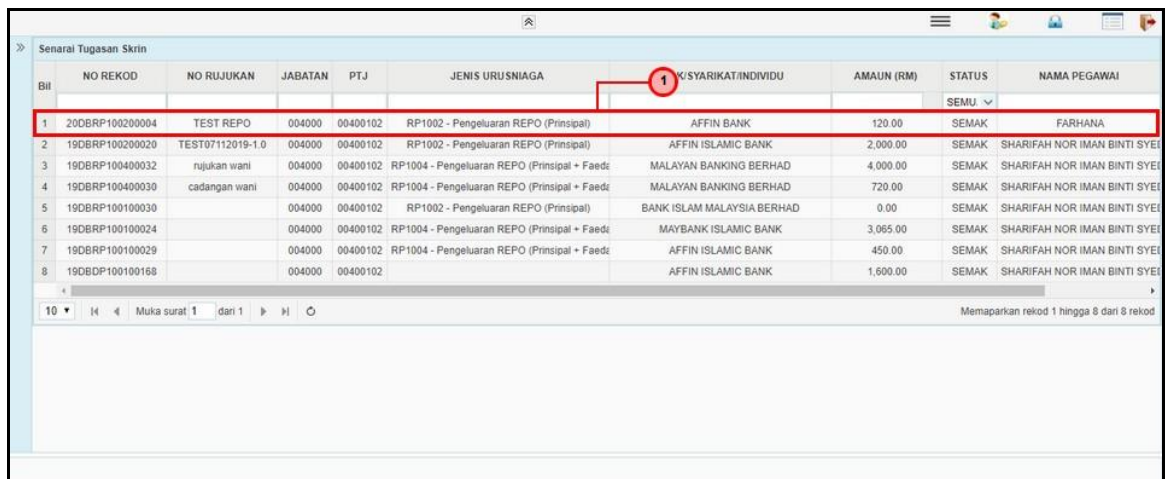 Senarai Tugasan Skrin
Bil NO REKOD NO RUJUKAN JABATAN PTJ JENIS URUSNIAGA K/SYARIKAT/INDIVIDU AMAUN (RM) STATUS NAMA PEGAWAI
1
SEMU.
1 20DBRP100200004 TEST REPO 004000 00400102 RP1002 - Pengeluaran REPO (Prinsipal) AFFIN BANK 120.00 SEMAK FARHANA
2 19DBRP100200020 TEST07112019-1.0 004000 00400102 RP1002 - Pengeluaran REPO (Prinsipal) AFFIN ISLAMIC BANK 2,000.00 SEMAK SHARIFAH NOR IMAN BINTI SYED
3 19DBRP100400032 rujukan wani 004000 00400102 RP1004 - Pengeluaran REPO (Prinsipal + Faeda MALAYAN BANKING BERHAD 4,000.00 SEMAK SHARIFAH NOR IMAN BINTI SYED
4 19DBRP100400030 cadangan wani 004000 00400102 RP1004 - Pengeluaran REPO (Prinsipal + Faeda MALAYAN BANKING BERHAD 720.00 SEMAK SHARIFAH NOR IMAN BINTI SYED
5 19DBRP100100030 004000 00400102 RP1002 - Pengeluaran REPO (Prinsipal) BANK ISLAM MALAYSIA BERHAD 0.00 SEMAK SHARIFAH NOR IMAN BINTI SYED
6 19DBRP100100024 004000 00400102 RP1004 - Pengeluaran REPO (Prinsipal + Faeda MAYBANK ISLAMIC BANK 3,065.00 SEMAK SHARIFAH NOR IMAN BINTI SYED
7 19DBRP100100029 004000 00400102 RP1004 - Pengeluaran REPO (Prinsipal + Faeda AFFIN ISLAMIC BANK 450.00 SEMAK SHARIFAH NOR IMAN BINTI SYED
8 19DBDP100100168 004000 00400102 AFFIN ISLAMIC BANK 1,600.00 SEMAK SHARIFAH NOR IMAN BINTI SYED
10 Muka surat 1 dari 1 Memaparkan rekod 1 hingga 8 dari 8 rekod